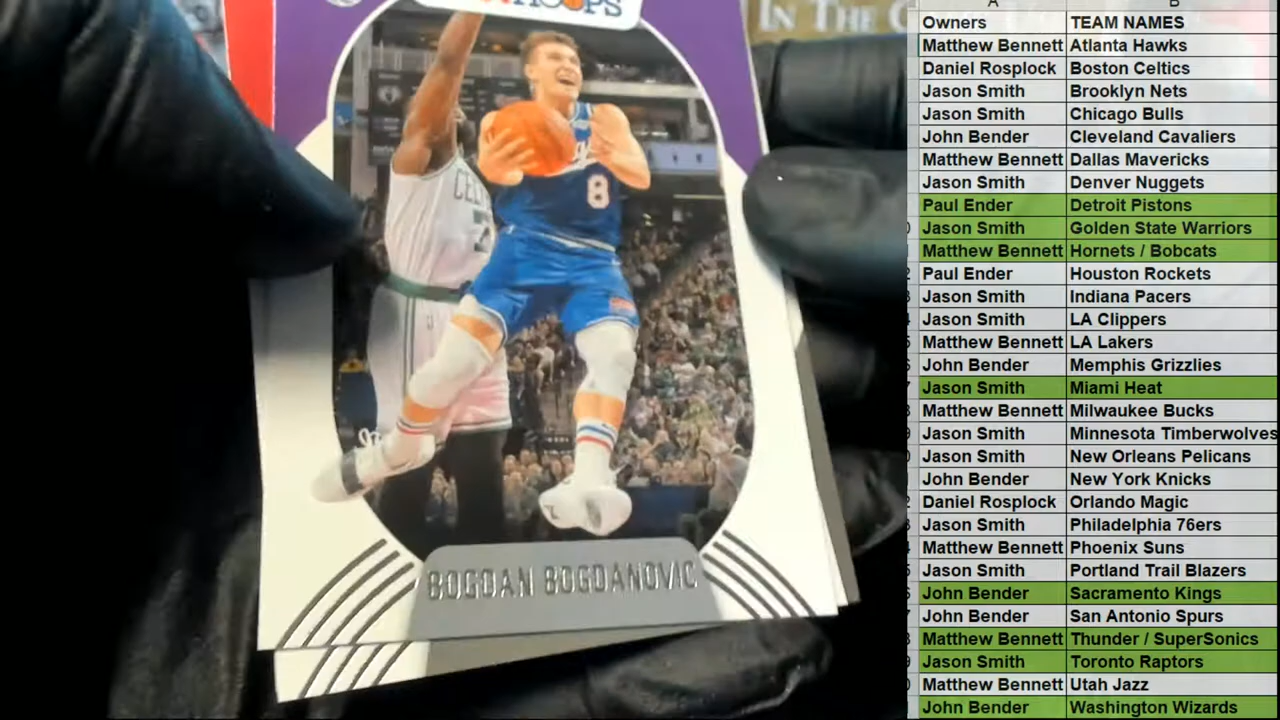 HOOPS
IN THE
CELTI
7
8
BOGDAN BOGDANOVIC
A B
Owners TEAM NAMES
Matthew Bennett Atlanta Hawks
Daniel Rosplock Boston Celtics
Jason Smith Brooklyn Nets
Jason Smith Chicago Bulls
John Bender Cleveland Cavaliers
Matthew Bennett Dallas Mavericks
Jason Smith Denver Nuggets
Paul Ender Detroit Pistons
Jason Smith Golden State Warriors
Matthew Bennett Hornets / Bobcats
Paul Ender Houston Rockets
Jason Smith Indiana Pacers
Jason Smith LA Clippers
Matthew Bennett LA Lakers
John Bender Memphis Grizzlies
Jason Smith Miami Heat
Matthew Bennett Milwaukee Bucks
Jason Smith Minnesota Timberwolves
Jason Smith New Orleans Pelicans
John Bender New York Knicks
Daniel Rosplock Orlando Magic
Jason Smith Philadelphia 76ers
Matthew Bennett Phoenix Suns
Jason Smith Portland Trail Blazers
John Bender Sacramento Kings
John Bender San Antonio Spurs
Matthew Bennett Thunder / SuperSonics
Jason Smith Toronto Raptors
Matthew Bennett Utah Jazz
John Bender Washington Wizards